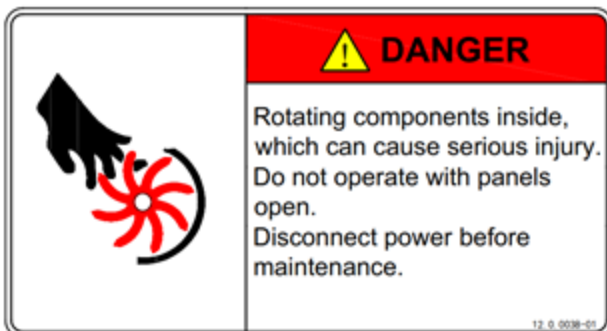 DANGER
Rotating components inside,
which can cause serious injury.
Do not operate with panels
open.
Disconnect power before
maintenance.
12.0.0038-01